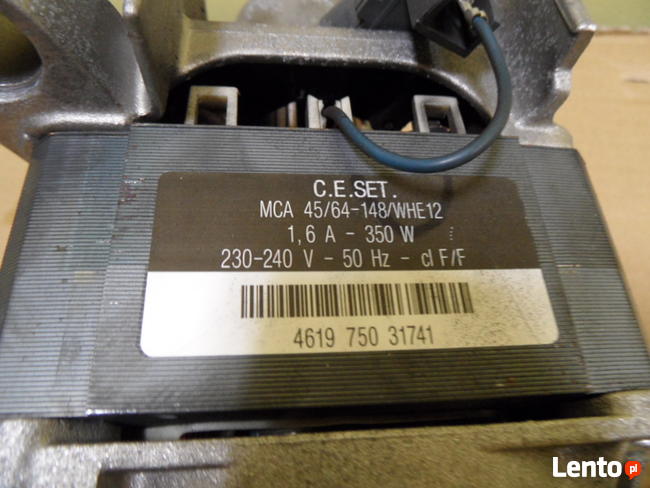 C.E.SET.
MCA 45/64-148/WHE12
1,6 A - 350 W
230-240 V - 50 Hz - cl F/F
4619 750 31741
Lento.pl